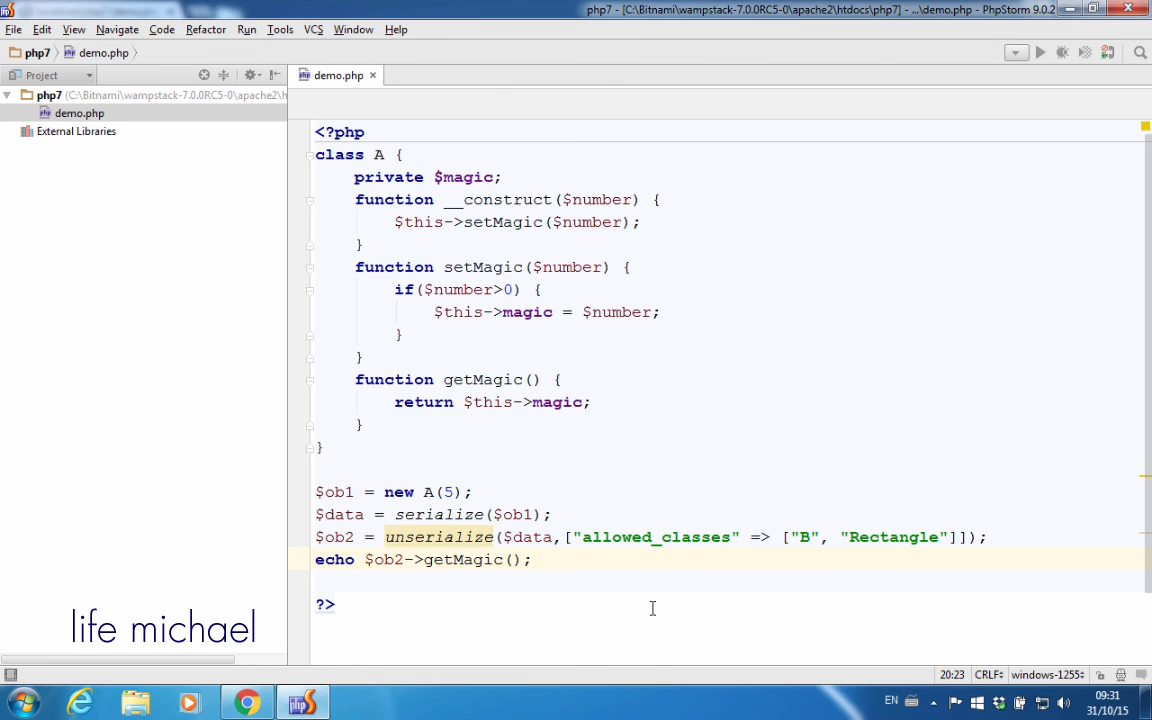 php7 - [C:\Bitnami\wampstack-7.0.0RC5-0\apache2\htdocs\php7] - ...\demo.php - PhpStorm 9.0.2
File Edit View Navigate Code Refactor Run Tools VCS Window Help
php7 demo.php
Project
demo.php
php7 (C:\Bitnami\wampstack-7.0.0RC5-0\apache2\h
demo.php
External Libraries
<?php
class A {
    private $magic;
    function __construct($number) {
        $this->setMagic($number);
    }
    function setMagic($number) {
        if($number>0) {
            $this->magic = $number;
        }
    }
    function getMagic() {
        return $this->magic;
    }
}
$ob1 = new A(5);
$data = serialize($ob1);
$ob2 = unserialize($data,["allowed_classes" => ["B", "Rectangle"]]);
echo $ob2->getMagic();
?>
life michael
20:23 CRLF windows-1255
EN
09:31
31/10/15